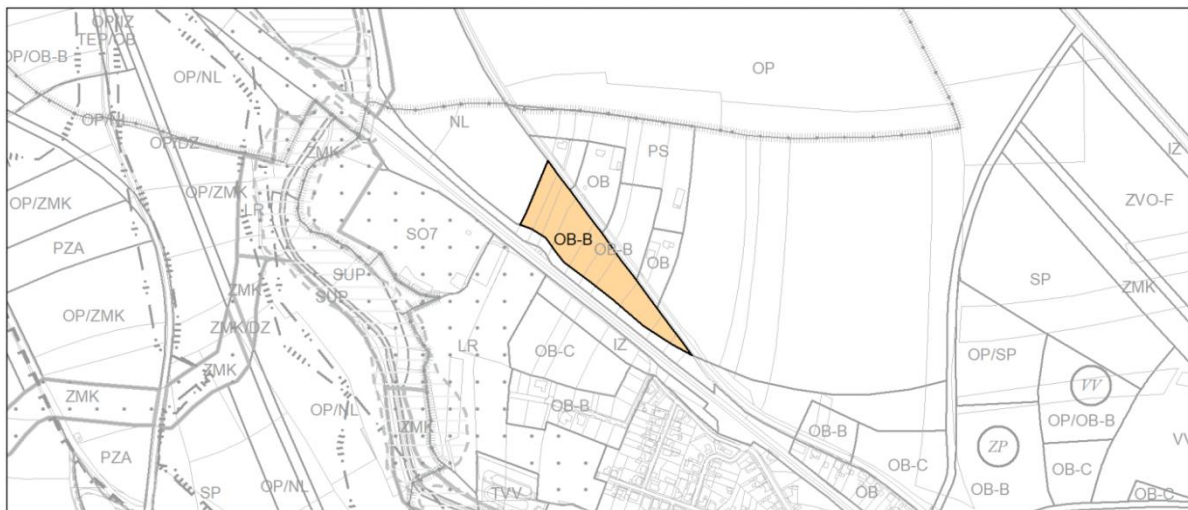 OP/IZ
TEP/OB
OP/OB-B
OP/NL
OP
NL
OP/DZ
ZMK
PS
IZ
OB
OP/ZMK
OP/ZMK
ZVO-F
LR
SO7
OB-B
OB-B
PZA
OB
SUP
SP
ZMK
SUP
ZMK
OP/ZMK
ZMK/DZ
IZ
LR
OB-C
OP/SP
ZMK
VV
ZMK
OP/NL
OB-B
OP/OB-B
ZMK
OB-B
ZP
PZA
OB-C
OB-C
SP
OP/NL
TVV
OB
OB-B
OB-C